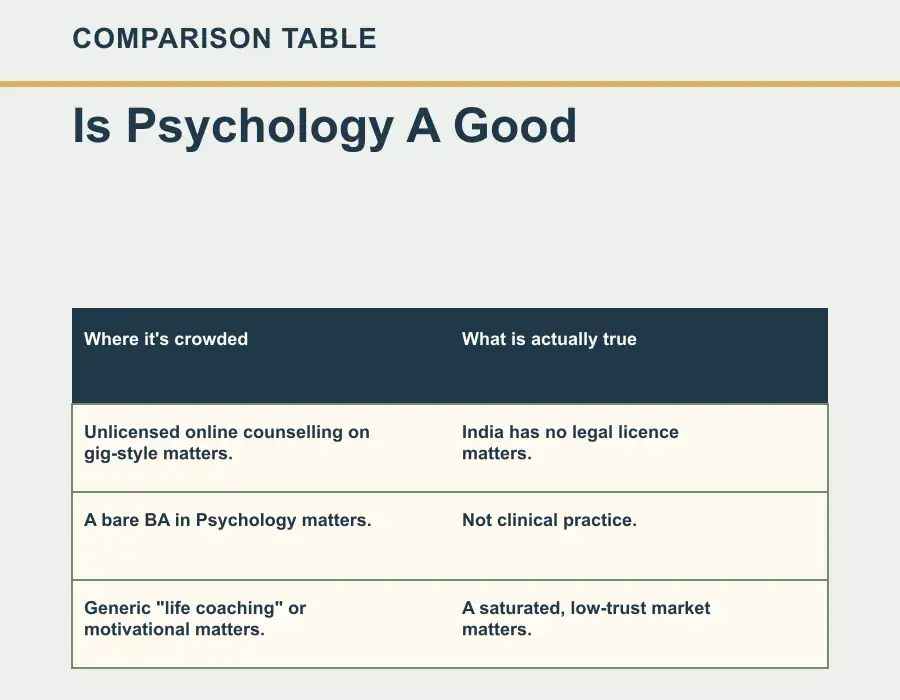 COMPARISON TABLE
Is Psychology A Good
Where it's crowded
What is actually true
Unlicensed online counselling on
gig-style matters.
India has no legal licence
matters.
A bare BA in Psychology matters.
Not clinical practice.
Generic "life coaching" or
motivational matters.
A saturated, low-trust market
matters.